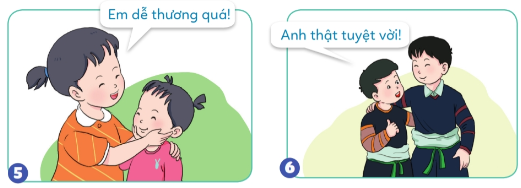 Em dễ thương quá!
Anh thật tuyệt vời!
5
6